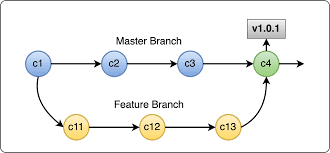 v1.0.1
Master Branch
c1
c2
c3
c4
Feature Branch
c11
c12
c13